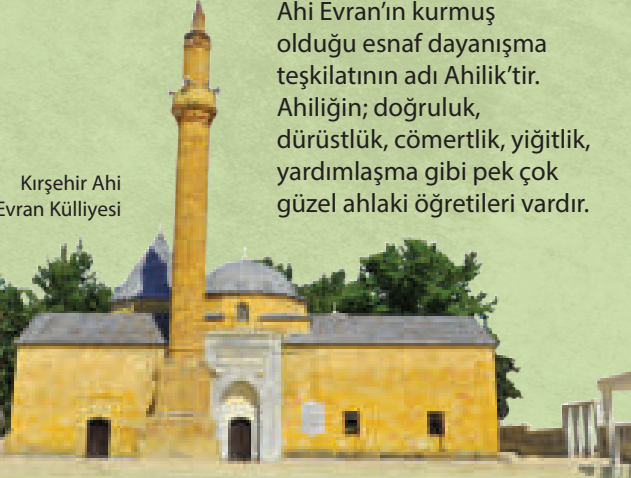 Ahi Evran’ın kurmuş
olduğu esnaf dayanışma
teşkilatının adı Ahilik’tir.
Ahiliğin; doğruluk,
dürüstlük, cömertlik, yiğitlik,
yardımlaşma gibi pek çok
güzel ahlaki öğretileri vardır.
Kırşehir Ahi
Evran Külliyesi